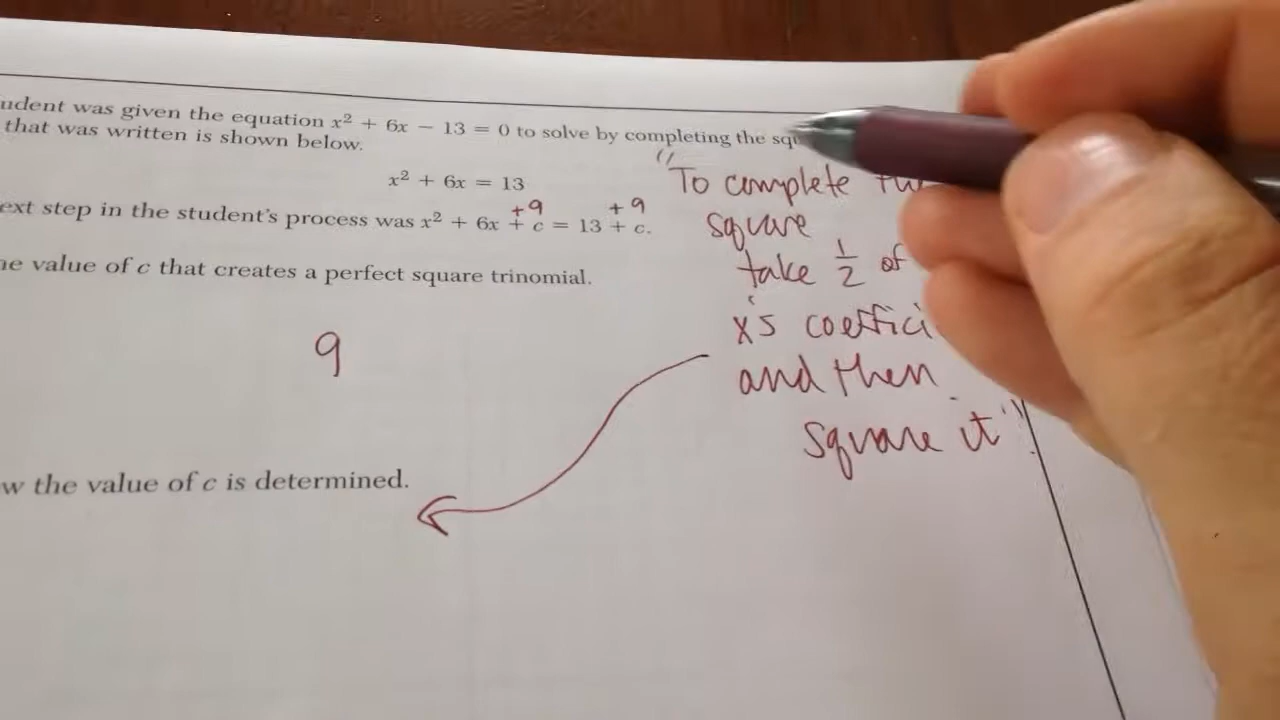 udent was given the equation x² + 6x − 13 = 0 to solve by completing the
that was written is shown below.
x² + 6x = 13
+9 +9
ext step in the student's process was x² + 6x + c = 13 + c.
he value of c that creates a perfect square trinomial.
9
w the value of c is determined.
"To complete
square
take 1/2 of
x's coeffici
and then
square it"